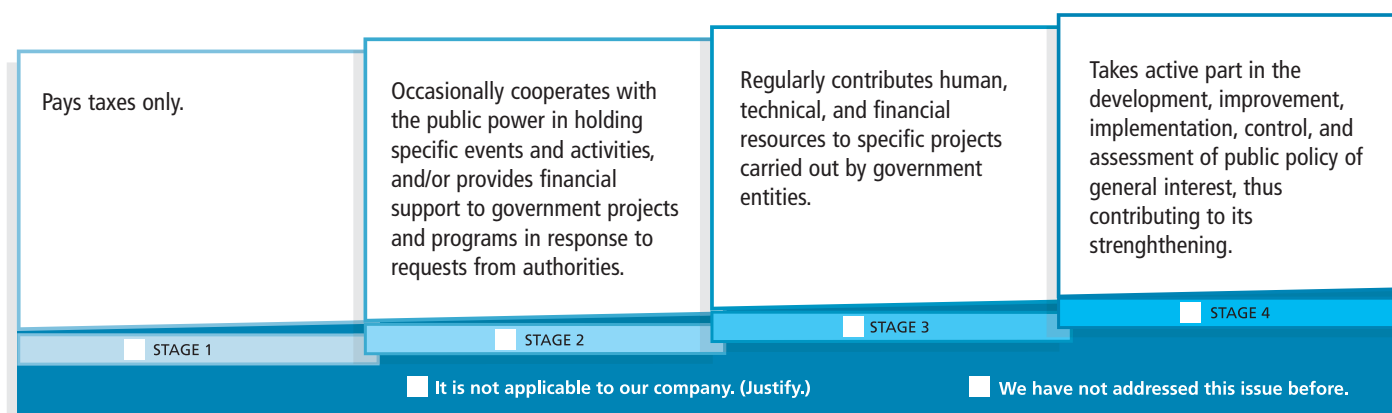 Pays taxes only.
Occasionally cooperates with
the public power in holding
specific events and activities,
and/or provides financial
support to government projects
and programs in response to
requests from authorities.
Regularly contributes human,
technical, and financial
resources to specific projects
carried out by government
entities.
Takes active part in the
development, improvement,
implementation, control, and
assessment of public policy of
general interest, thus
contributing to its
strenghthening.
STAGE 1
STAGE 2
STAGE 3
STAGE 4
It is not applicable to our company. (Justify.)
We have not addressed this issue before.